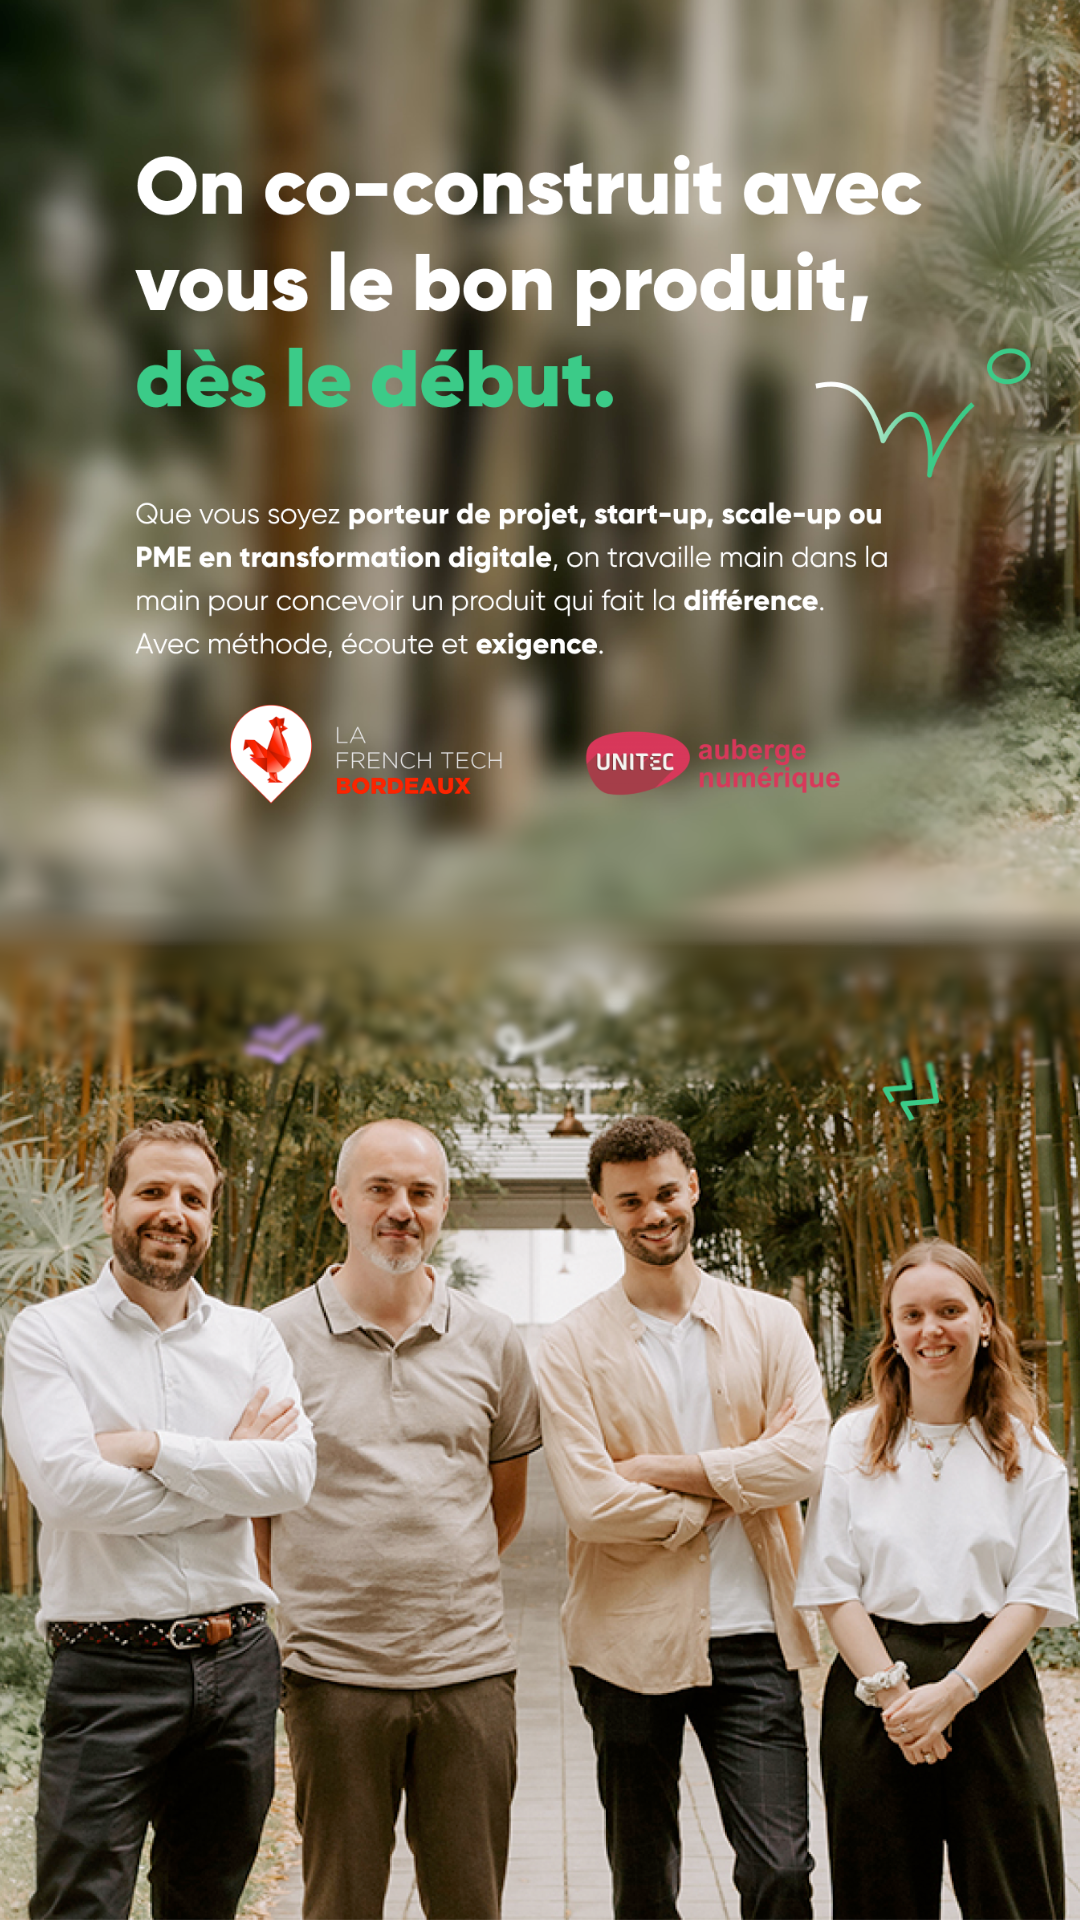 On co-construit avec
vous le bon produit,
dès le début.
Que vous soyez porteur de projet, start-up, scale-up ou
PME en transformation digitale, on travaille main dans la
main pour concevoir un produit qui fait la différence.
Avec méthode, écoute et exigence.
LA
FRENCH TECH
BORDEAUX
UNITEC
auberge
numérique